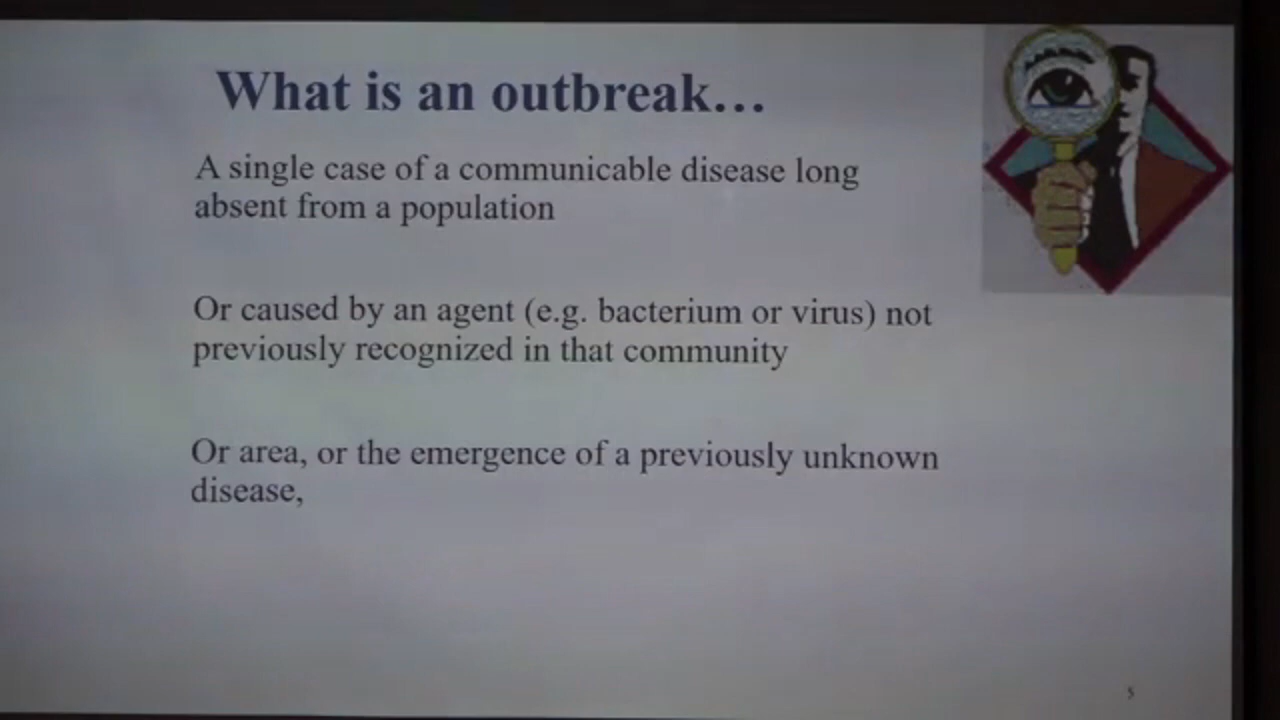 What is an outbreak…
A single case of a communicable disease long
absent from a population
Or caused by an agent (e.g. bacterium or virus) not
previously recognized in that community
Or area, or the emergence of a previously unknown
disease,
5